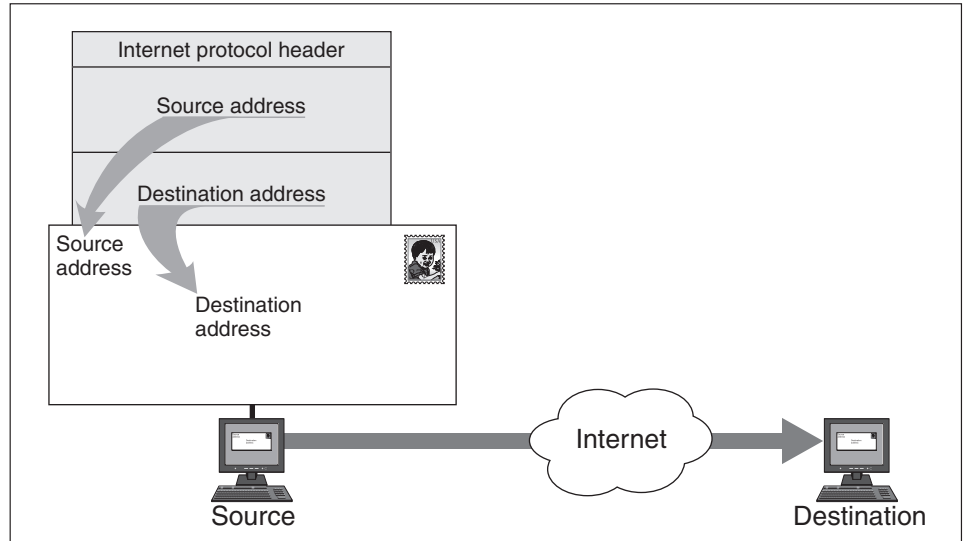 Internet protocol header
Source address
Destination address
Source
address
Destination
address
Internet
Source
Destination